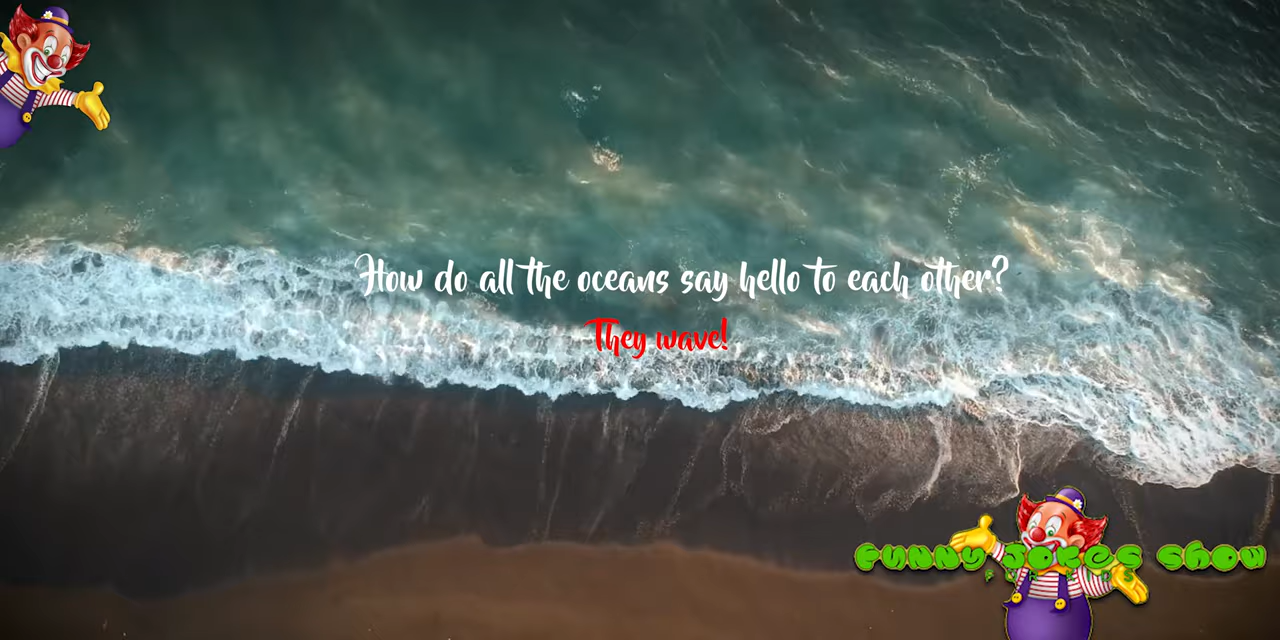 How do all the oceans say hello to each other?
They wave!
FUNNY JOKES SHOW